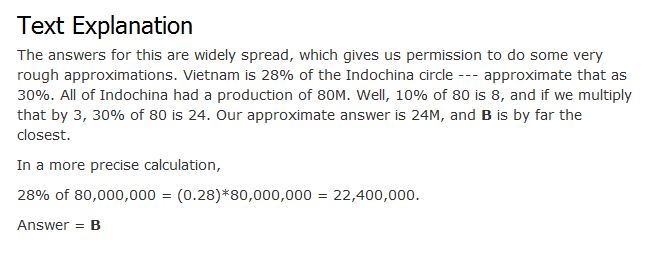 Text Explanation
The answers for this are widely spread, which gives us permission to do some very
rough approximations. Vietnam is 28% of the Indochina circle --- approximate that as
30%. All of Indochina had a production of 80M. Well, 10% of 80 is 8, and if we multiply
that by 3, 30% of 80 is 24. Our approximate answer is 24M, and B is by far the
closest.
In a more precise calculation,
28% of 80,000,000 = (0.28)*80,000,000 = 22,400,000.
Answer = B